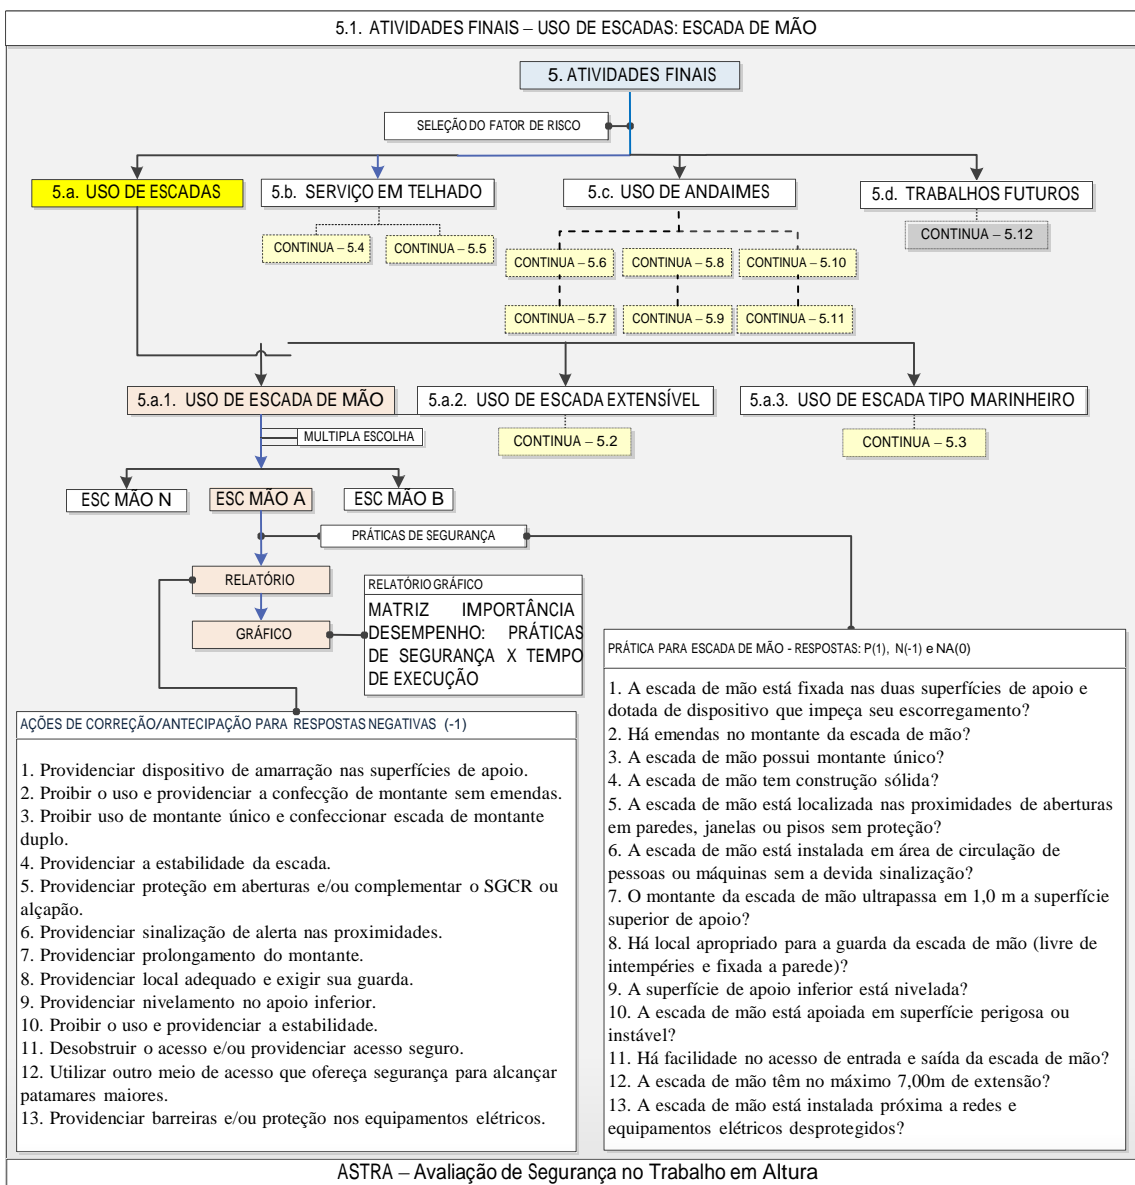 5.1. ATIVIDADES FINAIS – USO DE ESCADAS: ESCADA DE MÃO
5. ATIVIDADES FINAIS
SELEÇÃO DO FATOR DE RISCO
5.a. USO DE ESCADAS
5.b. SERVIÇO EM TELHADO
5.c. USO DE ANDAIMES
5.d. TRABALHOS FUTUROS
CONTINUA – 5.4
CONTINUA – 5.5
CONTINUA – 5.6
CONTINUA – 5.8
CONTINUA – 5.10
CONTINUA – 5.12
CONTINUA – 5.7
CONTINUA – 5.9
CONTINUA – 5.11
5.a.1. USO DE ESCADA DE MÃO
5.a.2. USO DE ESCADA EXTENSÍVEL
5.a.3. USO DE ESCADA TIPO MARINHEIRO
MULTIPLA ESCOLHA
CONTINUA – 5.2
CONTINUA – 5.3
ESC MÃO N
ESC MÃO A
ESC MÃO B
PRÁTICAS DE SEGURANÇA
RELATÓRIO
GRÁFICO
RELATÓRIO GRÁFICO
MATRIZ IMPORTÂNCIA
DESEMPENHO: PRÁTICAS
DE SEGURANÇA X TEMPO
DE EXECUÇÃO
AÇÕES DE CORREÇÃO/ANTECIPAÇÃO PARA RESPOSTAS NEGATIVAS (-1)
1. Providenciar dispositivo de amarração nas superfícies de apoio.
2. Proibir o uso e providenciar a confecção de montante sem emendas.
3. Proibir uso de montante único e confeccionar escada de montante
duplo.
4. Providenciar a estabilidade da escada.
5. Providenciar proteção em aberturas e/ou complementar o SGCR ou
alçapão.
6. Providenciar sinalização de alerta nas proximidades.
7. Providenciar prolongamento do montante.
8. Providenciar local adequado e exigir sua guarda.
9. Providenciar nivelamento no apoio inferior.
10. Proibir o uso e providenciar a estabilidade.
11. Desobstruir o acesso e/ou providenciar acesso seguro.
12. Utilizar outro meio de acesso que ofereça segurança para alcançar
patamares maiores.
13. Providenciar barreiras e/ou proteção nos equipamentos elétricos.
PRÁTICA PARA ESCADA DE MÃO - RESPOSTAS: P(1), N(-1) e NA(0)
1. A escada de mão está fixada nas duas superfícies de apoio e
dotada de dispositivo que impeça seu escorregamento?
2. Há emendas no montante da escada de mão?
3. A escada de mão possui montante único?
4. A escada de mão tem construção sólida?
5. A escada de mão está localizada nas proximidades de aberturas
em paredes, janelas ou pisos sem proteção?
6. A escada de mão está instalada em área de circulação de
pessoas ou máquinas sem a devida sinalização?
7. O montante da escada de mão ultrapassa em 1,0 m a superfície
superior de apoio?
8. Há local apropriado para a guarda da escada de mão (livre de
intempéries e fixada a parede)?
9. A superfície de apoio inferior está nivelada?
10. A escada de mão está apoiada em superfície perigosa ou
instável?
11. Há facilidade no acesso de entrada e saída da escada de mão?
12. A escada de mão têm no máximo 7,00m de extensão?
13. A escada de mão está instalada próxima a redes e
equipamentos elétricos desprotegidos?
ASTRA – Avaliação de Segurança no Trabalho em Altura